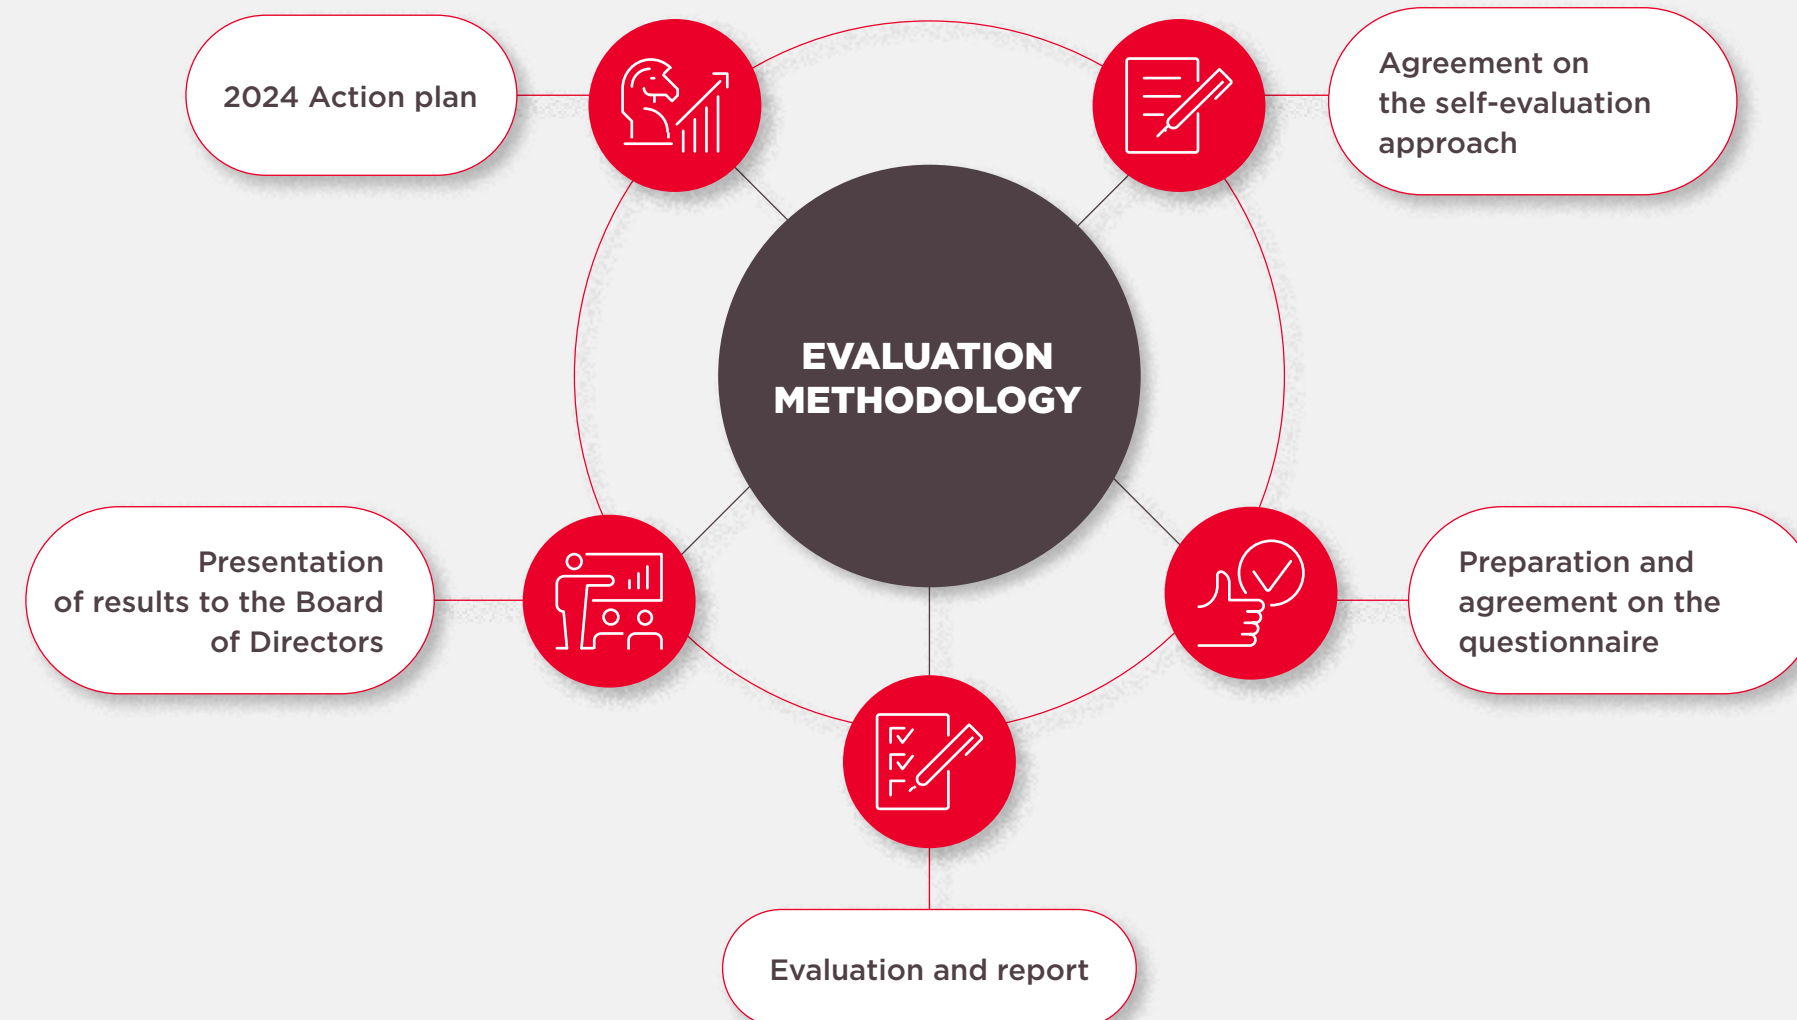 2024 Action plan
Agreement on
the self-evaluation
approach
EVALUATION
METHODOLOGY
Presentation
of results to the Board
of Directors
Preparation and
agreement on the
questionnaire
Evaluation and report